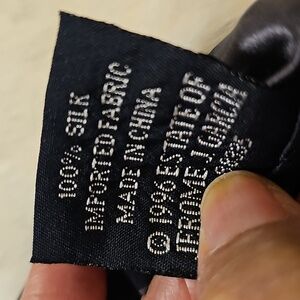 100% SILK
IMPORTED FABRIC
MADE IN CHINA
© 1996 ESTATE OF
JEROME J GARCIA